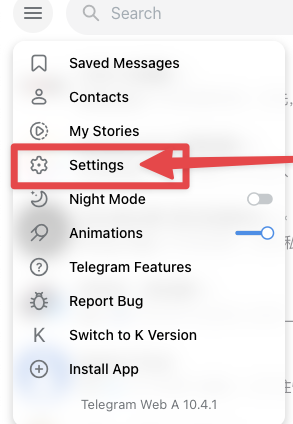 Search
Saved Messages
Contacts
My Stories
Settings
Night Mode
Animations
Telegram Features
Report Bug
K Switch to K Version
Install App
Telegram Web A 10.4.1